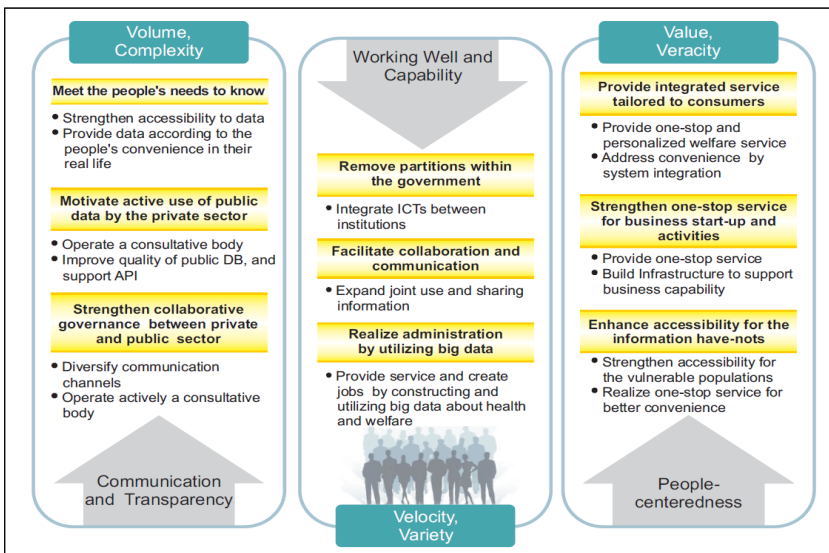 Volume,
Complexity
Meet the people's needs to know
• Strengthen accessibility to data
• Provide data according to the
people's convenience in their
real life
Motivate active use of public
data by the private sector
• Operate a consultative body
• Improve quality of public DB, and
support API
Strengthen collaborative
governance between private
and public sector
• Diversify communication
channels
• Operate actively a consultative
body
Communication
and Transparency
Working Well and
Capability
Remove partitions within
the government
• Integrate ICTs between
institutions
Facilitate collaboration and
communication
• Expand joint use and sharing
information
Realize administration
by utilizing big data
• Provide service and create
jobs by constructing and
utilizing big data about health
and welfare
Velocity,
Variety
Value,
Veracity
Provide integrated service
tailored to consumers
• Provide one-stop and
personalized welfare service
• Address convenience by
system integration
Strengthen one-stop service
for business start-up and
activities
• Provide one-stop service
• Build Infrastructure to support
business capability
Enhance accessibility for the
information have-nots
• Strengthen accessibility for
the vulnerable populations
• Realize one-stop service for
better convenience
People-
centeredness